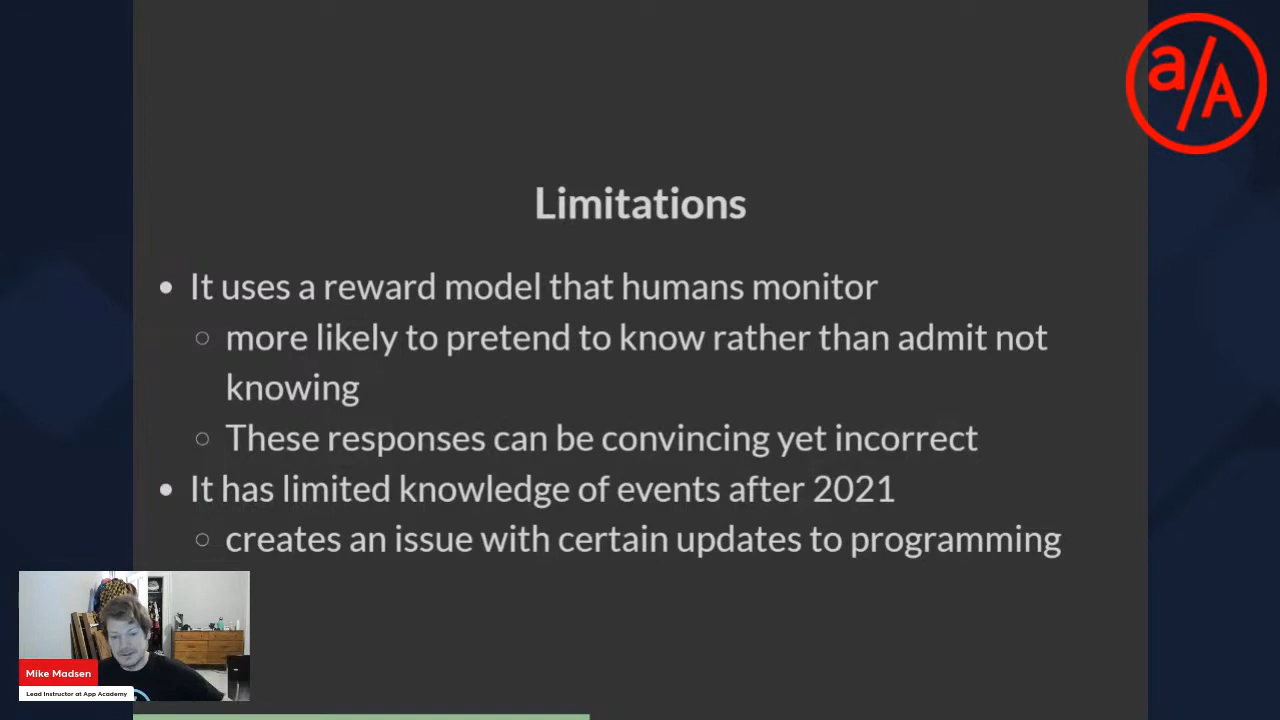 a/A
Limitations
It uses a reward model that humans monitor
more likely to pretend to know rather than admit not
knowing
These responses can be convincing yet incorrect
It has limited knowledge of events after 2021
creates an issue with certain updates to programming
Mike Madsen
Lead Instructor at App Academy